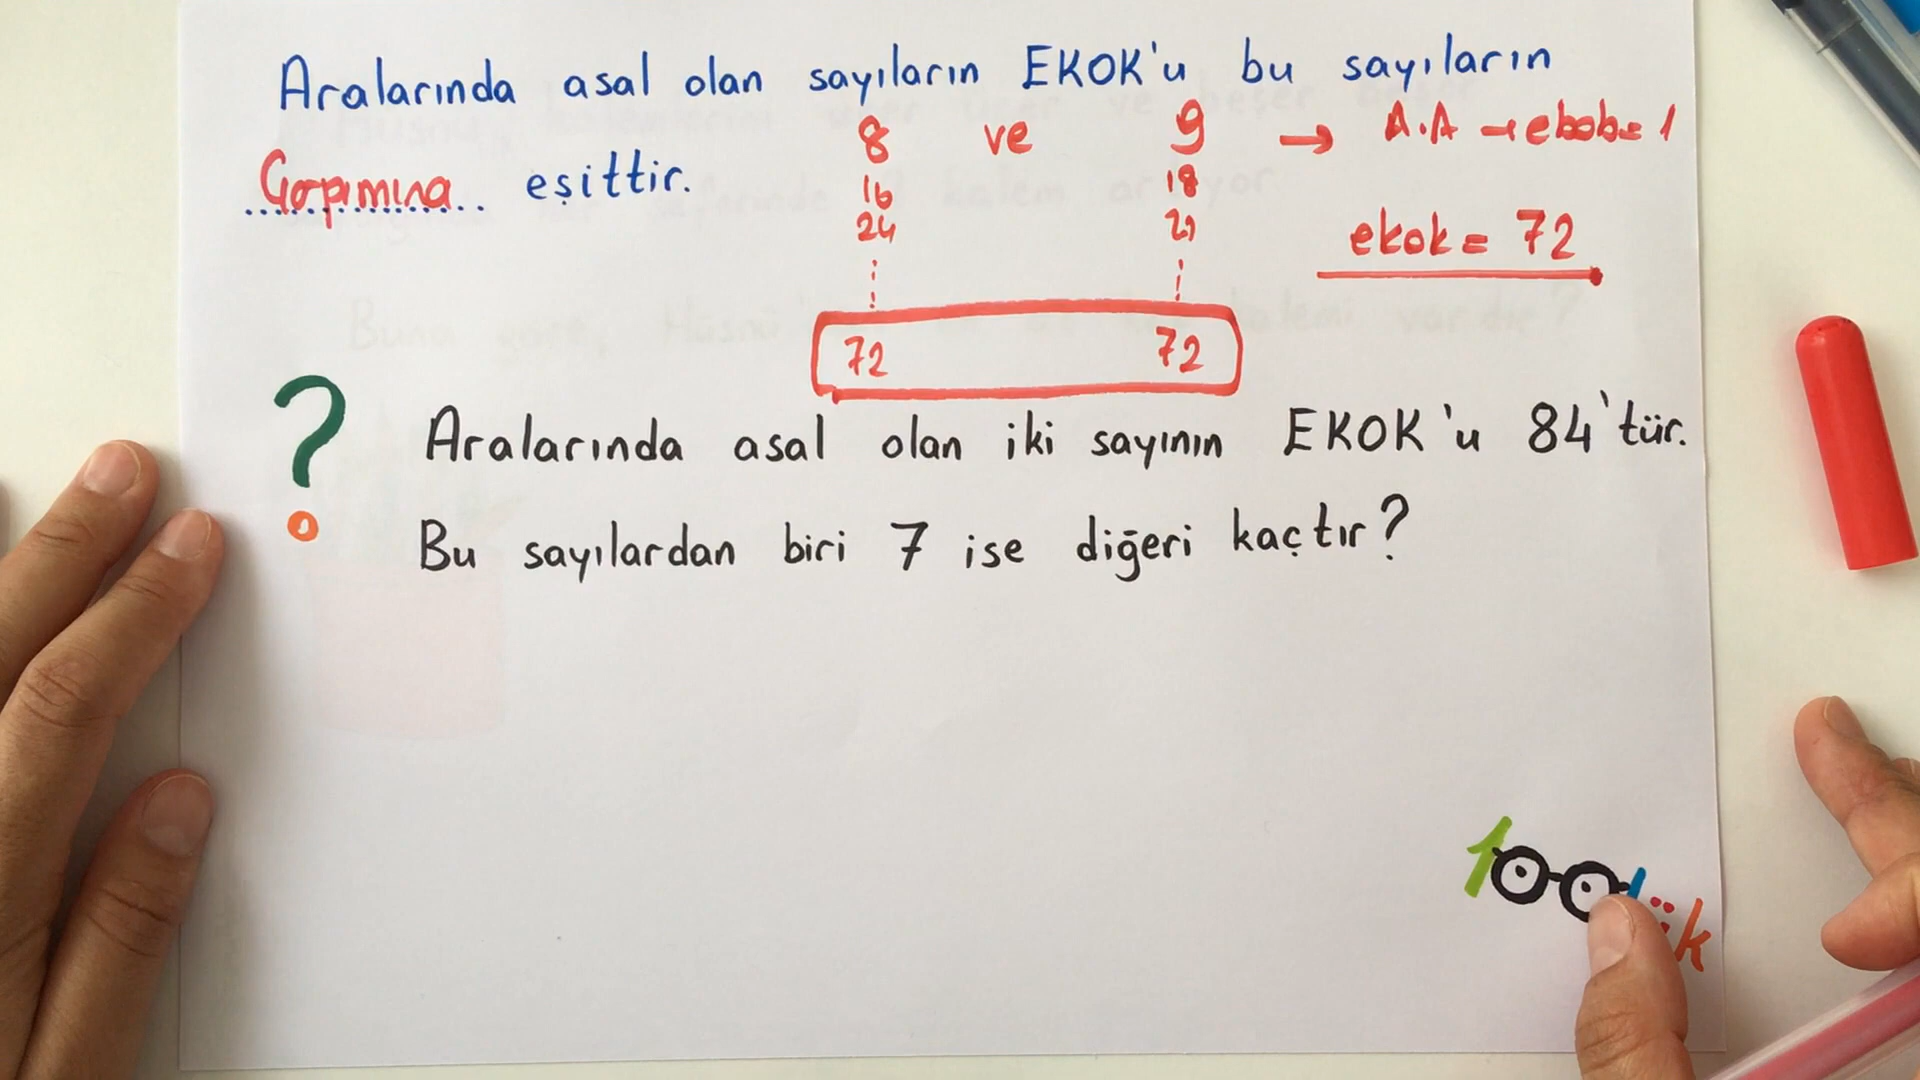 Aralarında asal olan sayıların EKOK'u bu sayıların
Çarpımına eşittir.
8 ve 9 → A.A → ebob=1
16 18
24 27
ekok = 72
72 72
? Aralarında asal olan iki sayının EKOK'u 84'tür.
Bu sayılardan biri 7 ise diğeri kaçtır?
100lük